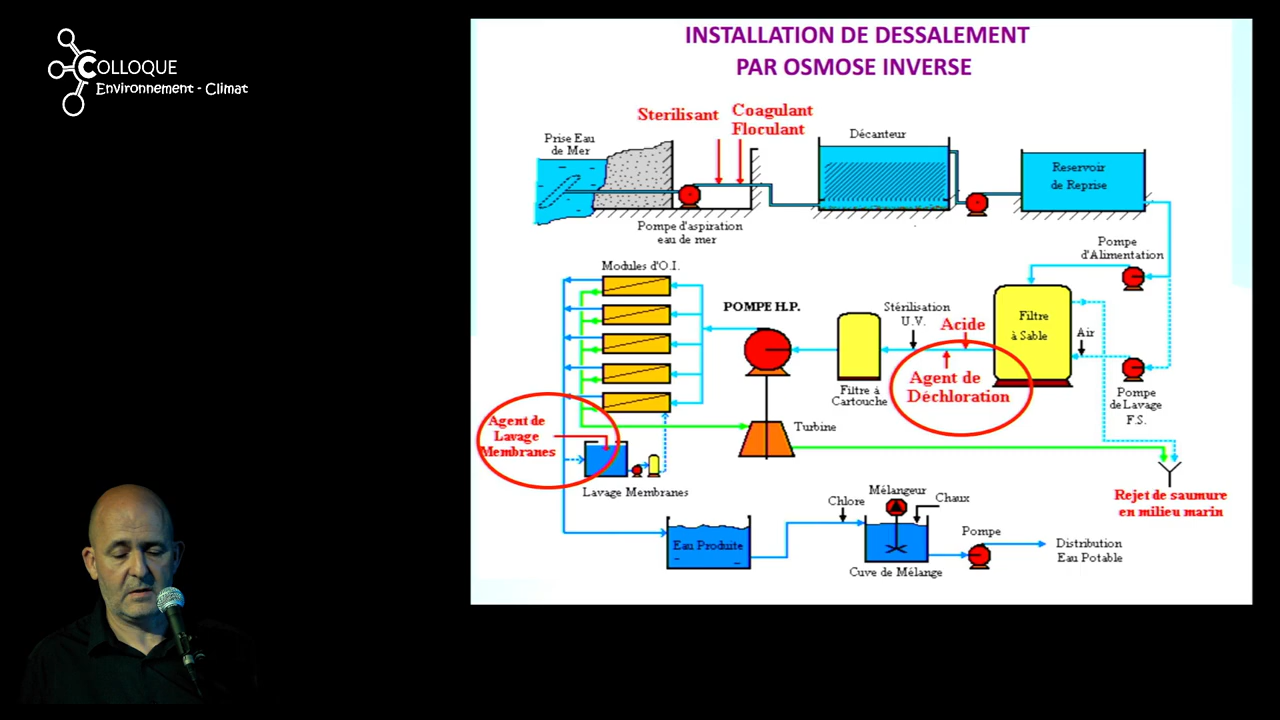 COLLOQUE
Environnement - Climat
INSTALLATION DE DESSALEMENT
PAR OSMOSE INVERSE
Sterilisant
Coagulant
Floculant
Prise Eau
de Mer
Décanteur
Reservoir
de Reprise
Pompe d'aspiration
eau de mer
Pompe
d'Alimentation
Modules d'O.I.
POMPE H.P.
Stérilisation
U.V.
Acide
Filtre
à Sable
Air
Agent de
Déchloration
Filtre à
Cartouche
Pompe
de Lavage
F.S.
Agent de
Lavage
Membranes
Turbine
Lavage Membranes
Rejet de saumure
en milieu marin
Mélangeur
Chlore
Chaux
Eau Produite
Pompe
Distribution
Eau Potable
Cuve de Mélange